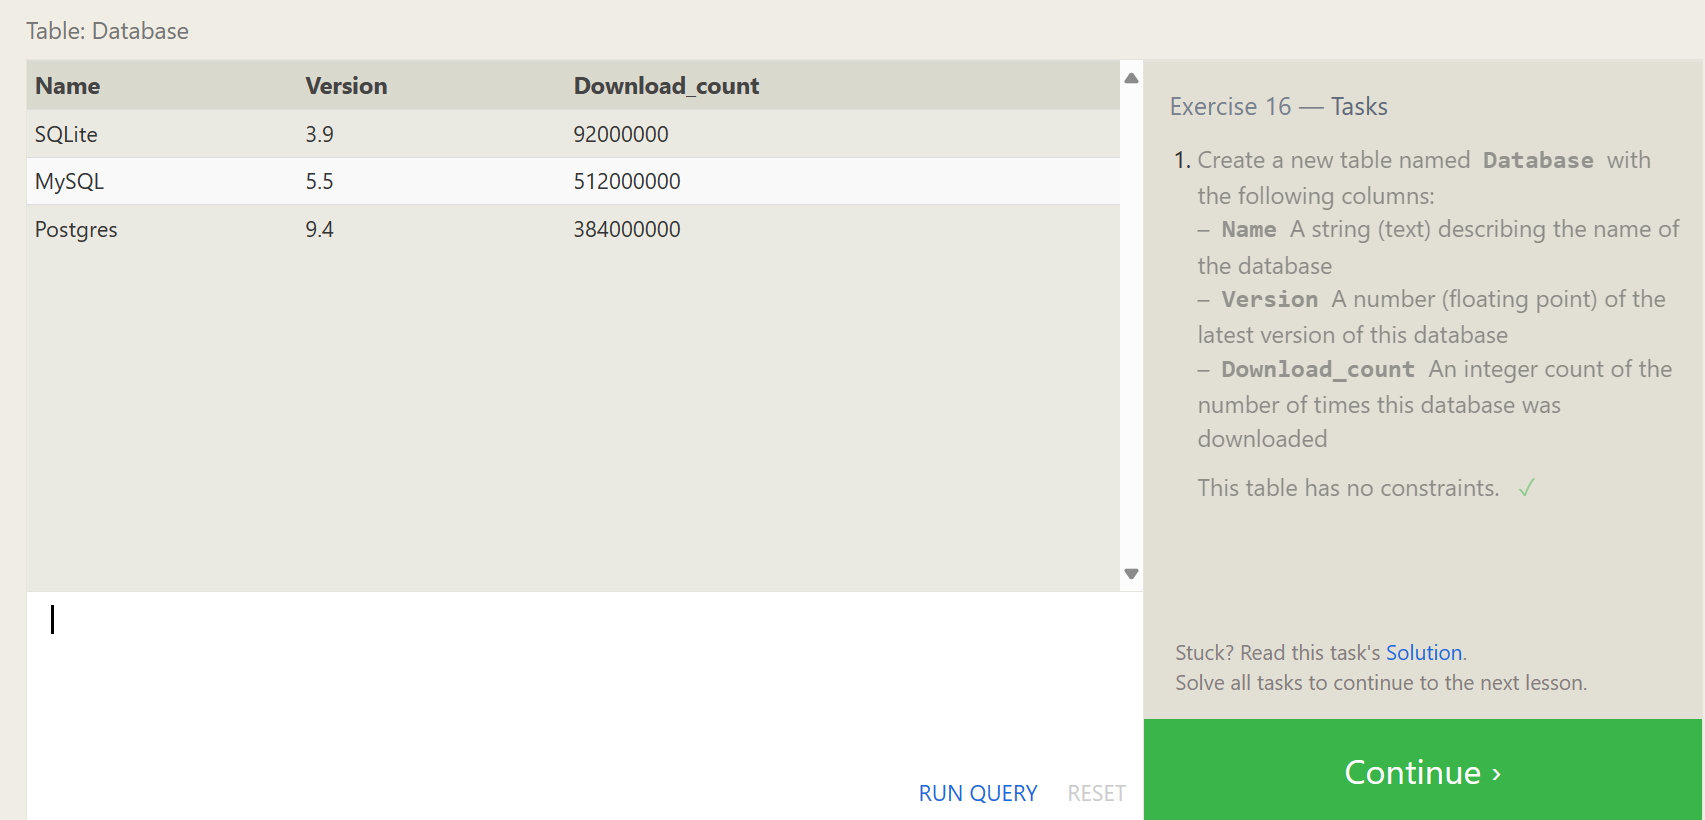 Table: Database
Name Version Download_count
SQLite 3.9 92000000
MySQL 5.5 512000000
Postgres 9.4 384000000
RUN QUERY RESET
Exercise 16 — Tasks
1. Create a new table named Database with
the following columns:
– Name A string (text) describing the name of
the database
– Version A number (floating point) of the
latest version of this database
– Download_count An integer count of the
number of times this database was
downloaded
This table has no constraints. ✓
Stuck? Read this task's Solution.
Solve all tasks to continue to the next lesson.
Continue ›